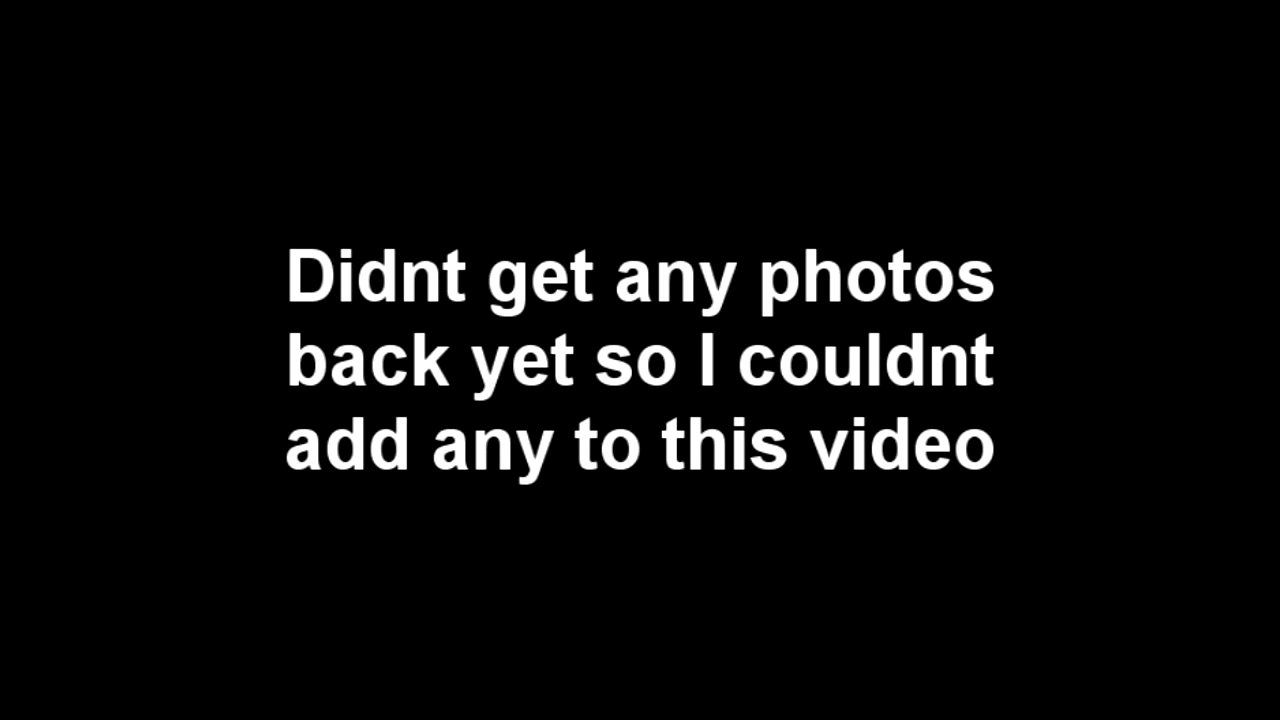 Didnt get any photos
back yet so I couldnt
add any to this video